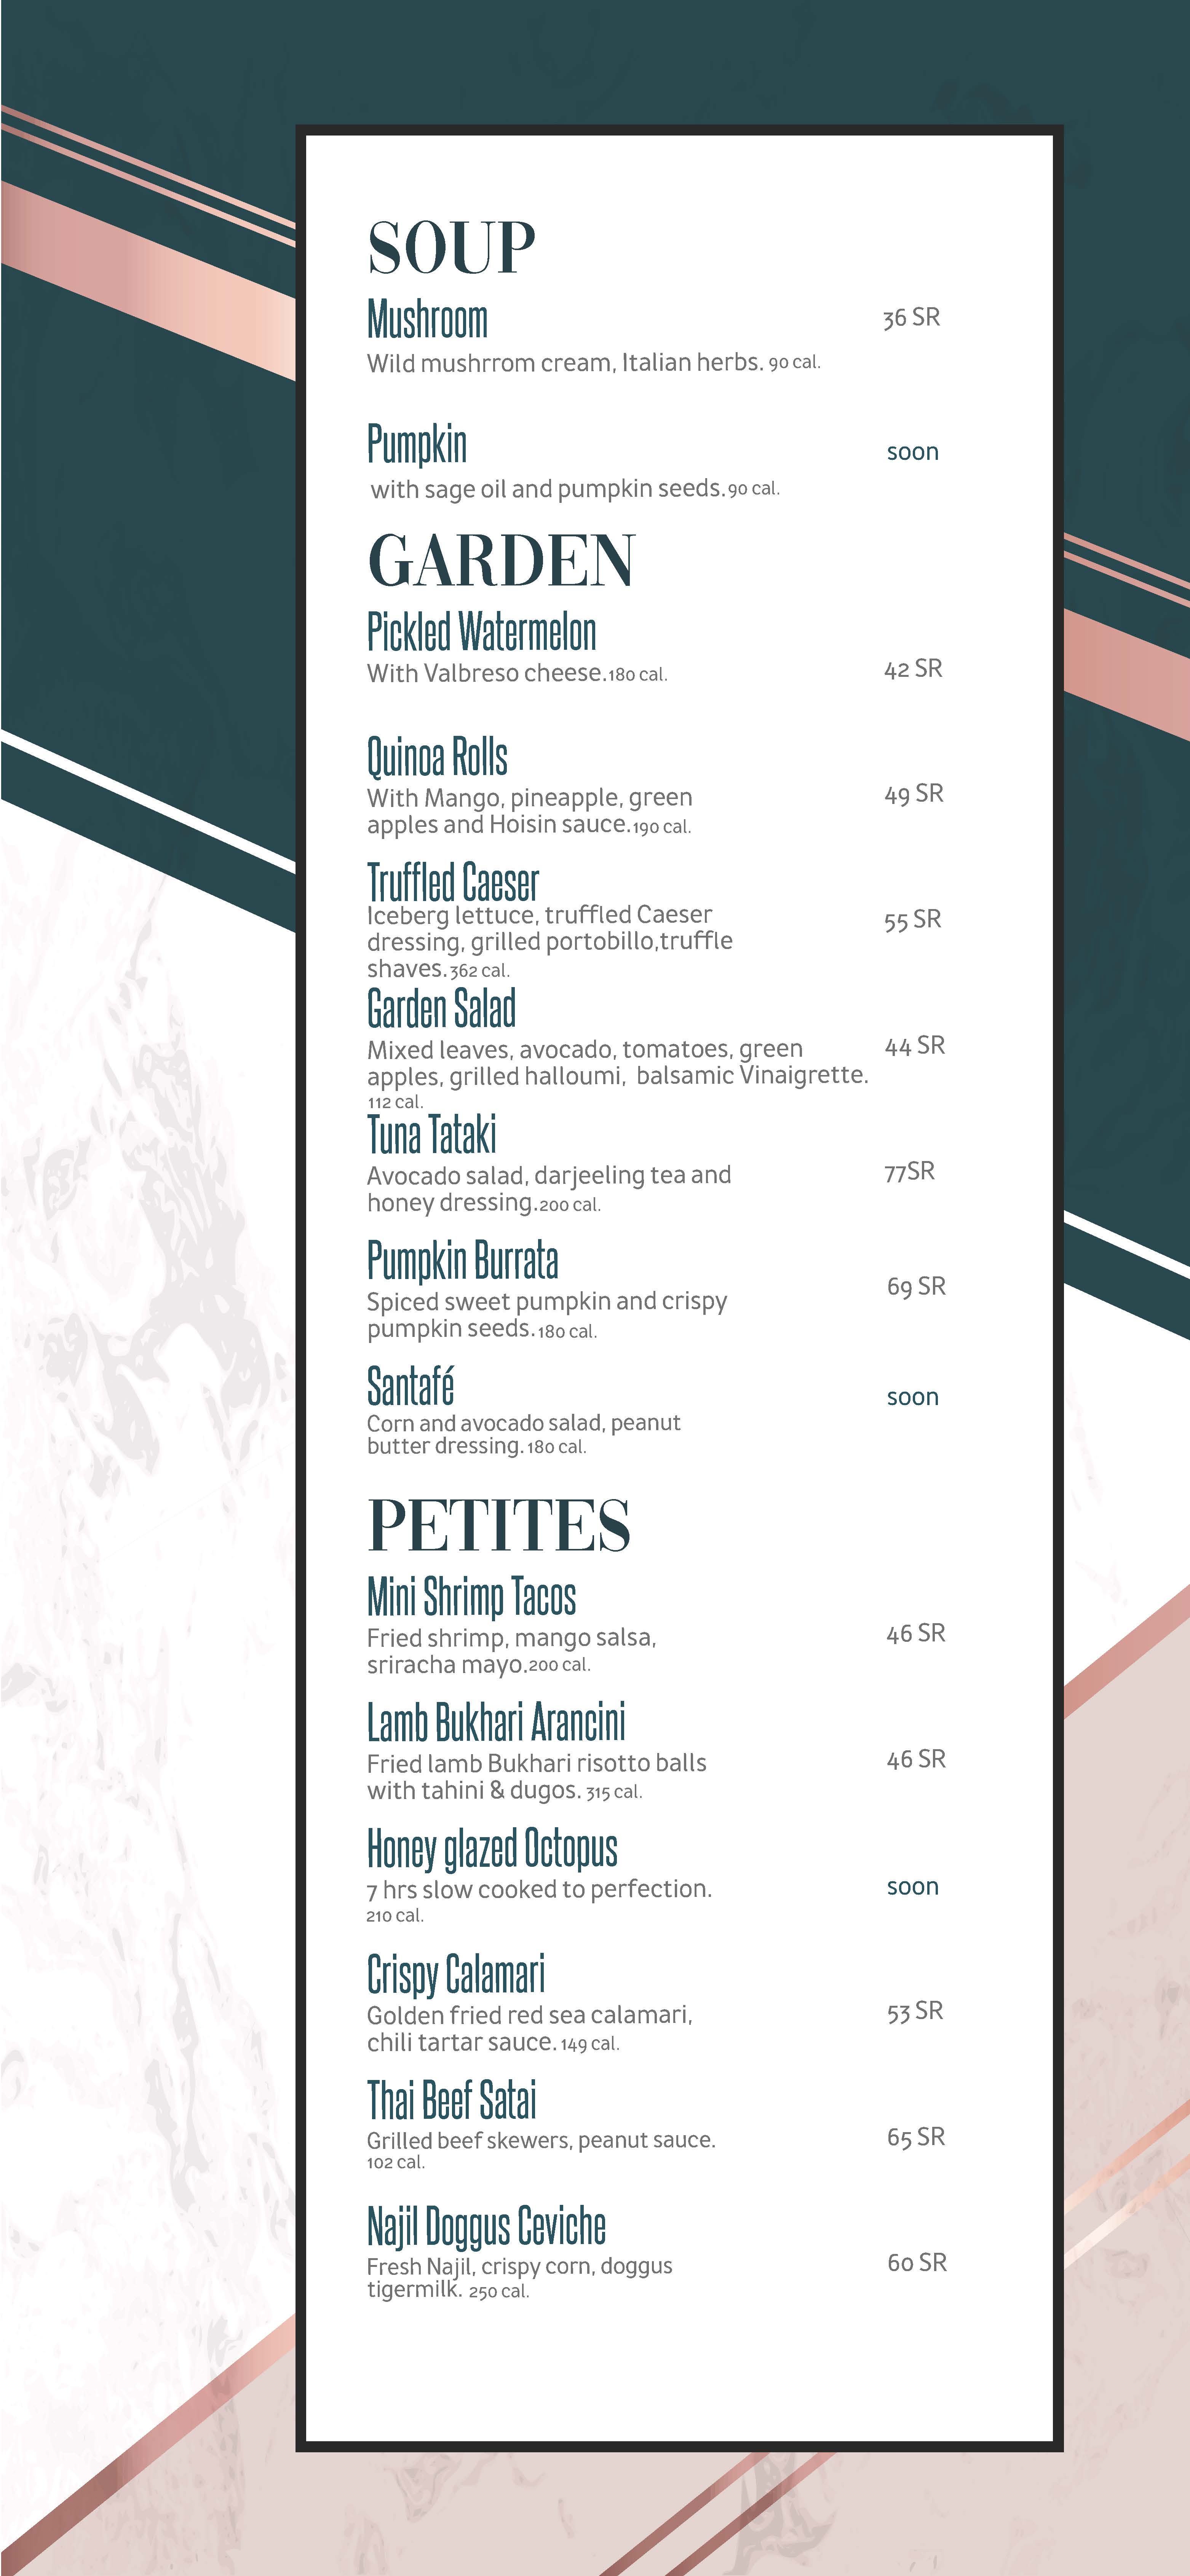 SOUP
Mushroom
36 SR
Wild mushrrom cream, Italian herbs. 90 cal.
Pumpkin
soon
with sage oil and pumpkin seeds.90 cal.
GARDEN
Pickled Watermelon
With Valbreso cheese.180 cal.
42 SR
Quinoa Rolls
With Mango, pineapple, green
49 SR
apples and Hoisin sauce.190 cal.
Truffled Caeser
Iceberg lettuce, truffled Caeser
55 SR
dressing, grilled portobillo,truffle
shaves.362 cal.
Garden Salad
Mixed leaves, avocado, tomatoes, green
44 SR
apples, grilled halloumi, balsamic Vinaigrette.
112 cal.
Tuna Tataki
Avocado salad, darjeeling tea and
77SR
honey dressing.200 cal.
Pumpkin Burrata
69 SR
Spiced sweet pumpkin and crispy
pumpkin seeds.180 cal.
Santafé
soon
Corn and avocado salad, peanut
butter dressing.180 cal.
PETITES
Mini Shrimp Tacos
Fried shrimp, mango salsa,
46 SR
sriracha mayo.200 cal.
Lamb Bukhari Arancini
Fried lamb Bukhari risotto balls
46 SR
with tahini & dugos. 315 cal.
Honey glazed Octopus
7 hrs slow cooked to perfection.
soon
210 cal.
Crispy Calamari
Golden fried red sea calamari,
53 SR
chili tartar sauce.149 cal.
Thai Beef Satai
Grilled beef skewers, peanut sauce.
65 SR
102 cal.
Najil Doggus Ceviche
Fresh Najil, crispy corn, doggus
60 SR
tigermilk. 250 cal.